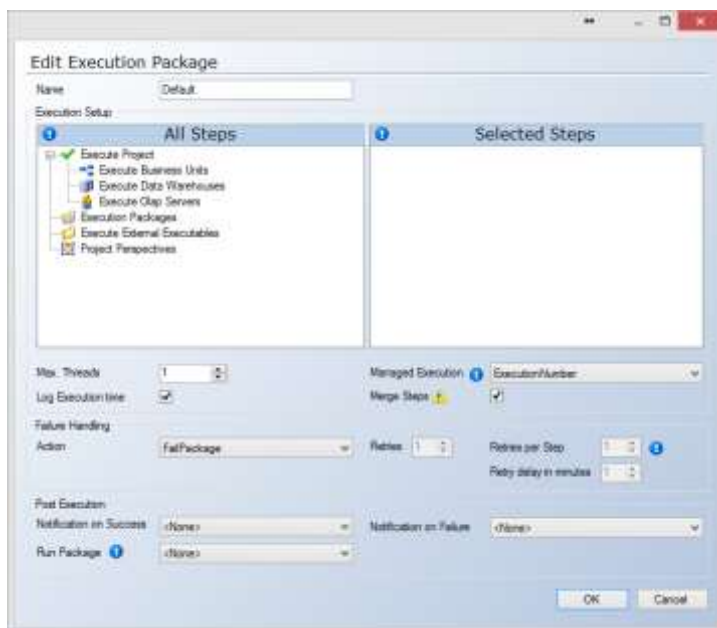 Edit Execution Package
Name Default
Execution Setup
All Steps Selected Steps
Execute Project
Execute Business Units
Execute Data Warehouses
Execute Olap Servers
Execution Packages
Execute External Executables
Project Perspectives
Max. Threads 1 Managed Execution ExecutionNumber
Log Execution time Merge Steps
Failure Handling
Action FailPackage Retries 1 Retries per Step 1
Retry delay in minutes 1
Post Execution
Notification on Success <None> Notification on Failure <None>
Run Package <None>
OK Cancel